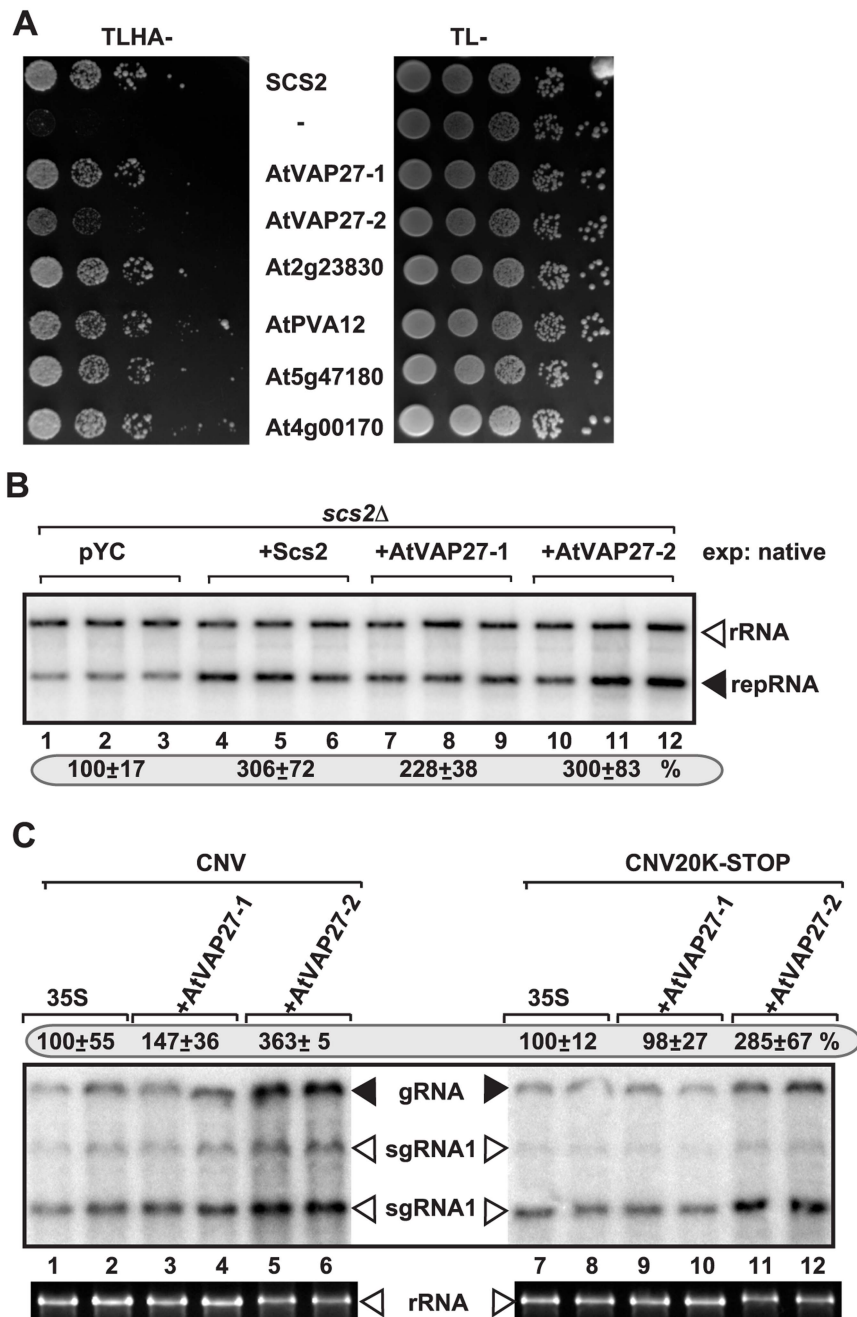 A
TLHA- TL-
SCS2
-
AtVAP27-1
AtVAP27-2
At2g23830
AtPVA12
At5g47180
At4g00170
B
scs2Δ
pYC +Scs2 +AtVAP27-1 +AtVAP27-2 exp: native
rRNA
repRNA
1 2 3 4 5 6 7 8 9 10 11 12
100±17 306±72 228±38 300±83 %
C
CNV CNV20K-STOP
35S +AtVAP27-1 +AtVAP27-2 35S +AtVAP27-1 +AtVAP27-2
100±55 147±36 363± 5 100±12 98±27 285±67 %
gRNA
sgRNA1
sgRNA1
1 2 3 4 5 6 7 8 9 10 11 12
rRNA